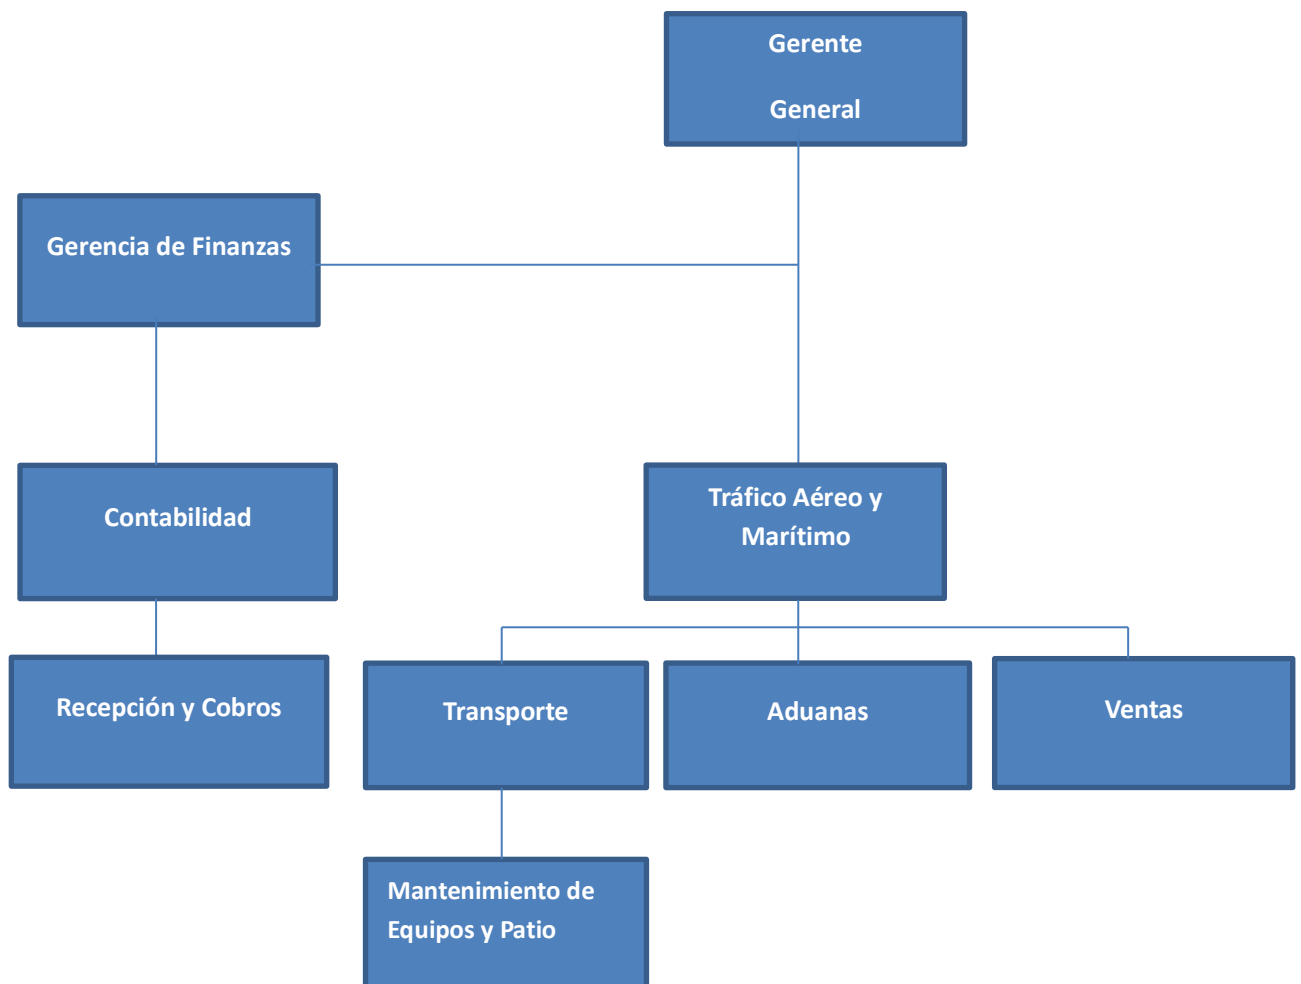 Gerente
General
Gerencia de Finanzas
Contabilidad
Tráfico Aéreo y
Marítimo
Recepción y Cobros
Transporte
Aduanas
Ventas
Mantenimiento de
Equipos y Patio